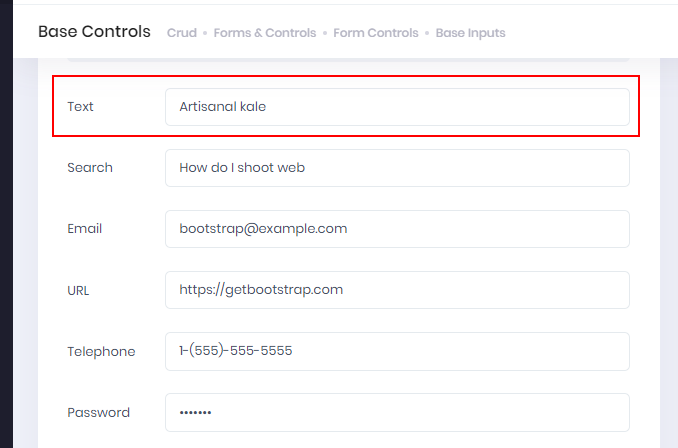 Base Controls Crud • Forms & Controls • Form Controls • Base Inputs
Text Artisanal kale
Search How do I shoot web
Email bootstrap@example.com
URL https://getbootstrap.com
Telephone 1-(555)-555-5555
Password •••••••